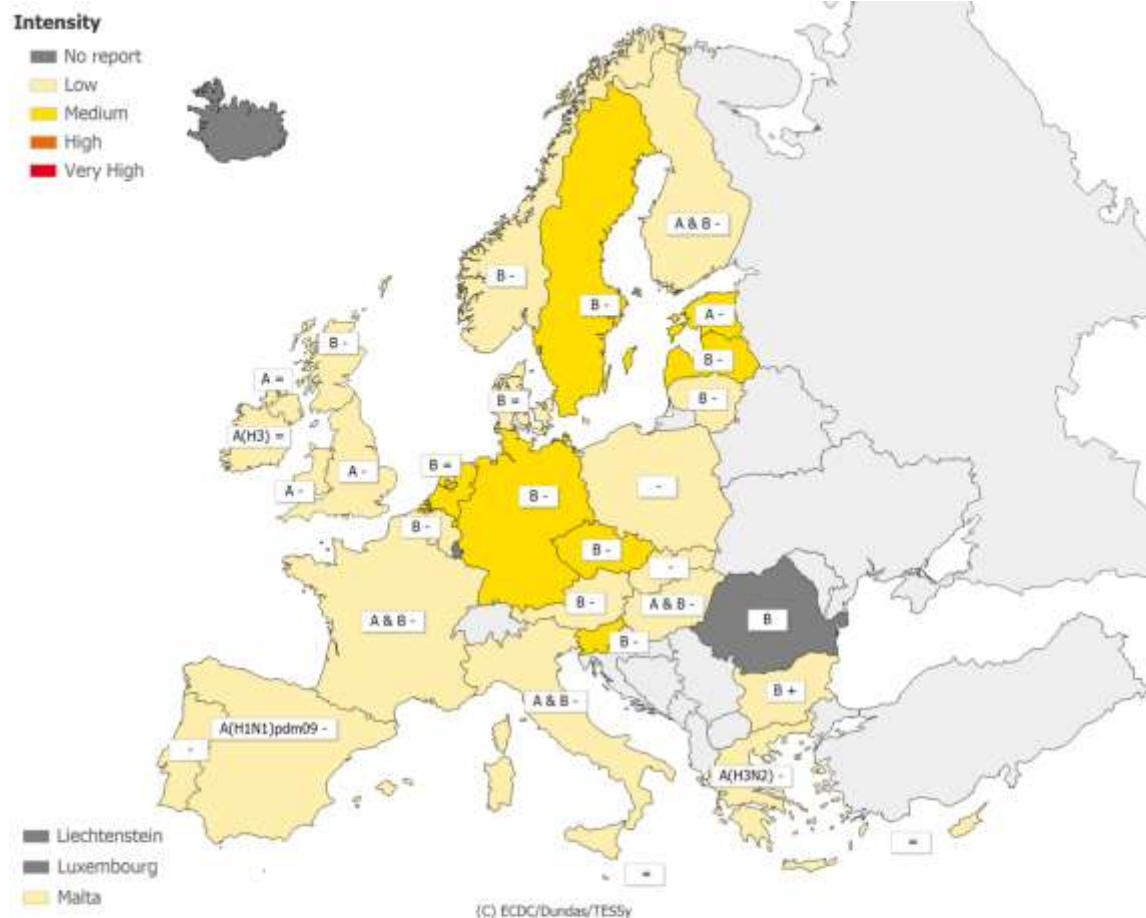 Intensity
No report
Low
Medium
High
Very High
A & B -
B -
B -
A -
B -
B -
B -
A =
B =
A(H3) =
A -
A -
B =
B -
-
B -
B -
-
B -
A & B -
A & B -
B
B -
B +
A & B -
A(H1N1)pdm09 -
-
A(H3N2) -
=
=
Liechtenstein
Luxembourg
Malta
(C) ECDC/Dundas/TESSy